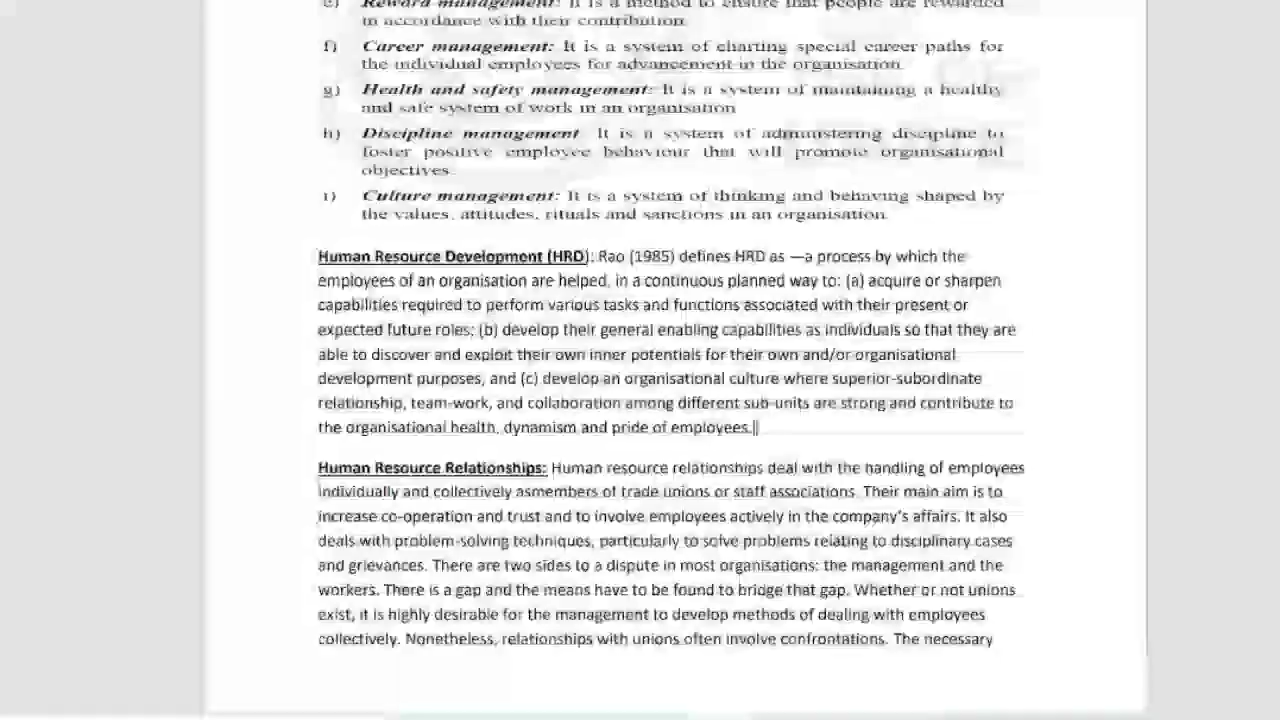 e) Reward management: It is a method to ensure that people are rewarded
in accordance with their contribution.
f) Career management: It is a system of charting special career paths for
the individual employees for advancement in the organisation.
g) Health and safety management: It is a system of maintaining a healthy
and safe system of work in an organisation
h) Discipline management It is a system of administering discipline to
foster positive employee behaviour that will promote organisational
objectives.
i) Culture management: It is a system of thinking and behaving shaped by
the values, attitudes, rituals and sanctions in an organisation.
Human Resource Development (HRD): Rao (1985) defines HRD as —a process by which the
employees of an organisation are helped, in a continuous planned way to: (a) acquire or sharpen
capabilities required to perform various tasks and functions associated with their present or
expected future roles; (b) develop their general enabling capabilities as individuals so that they are
able to discover and exploit their own inner potentials for their own and/or organisational
development purposes, and (c) develop an organisational culture where superior-subordinate
relationship, team-work, and collaboration among different sub-units are strong and contribute to
the organisational health, dynamism and pride of employees.‖
Human Resource Relationships: Human resource relationships deal with the handling of employees
individually and collectively asmembers of trade unions or staff associations. Their main aim is to
increase co-operation and trust and to involve employees actively in the company's affairs. It also
deals with problem-solving techniques, particularly to solve problems relating to disciplinary cases
and grievances. There are two sides to a dispute in most organisations: the management and the
workers. There is a gap and the means have to be found to bridge that gap. Whether or not unions
exist, it is highly desirable for the management to develop methods of dealing with employees
collectively. Nonetheless, relationships with unions often involve confrontations. The necessary